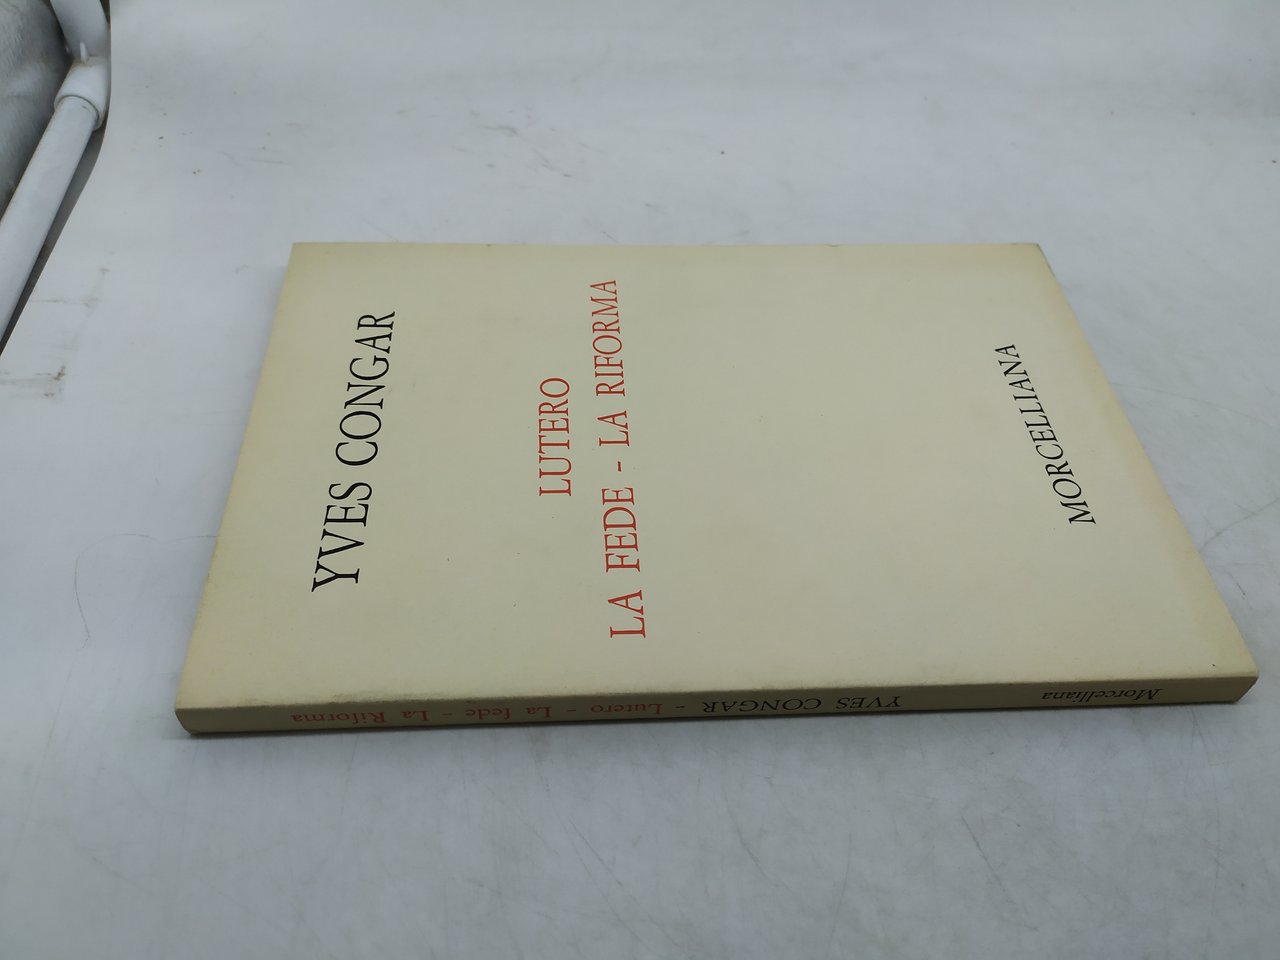 YVES CONGAR
LUTERO
LA FEDE - LA RIFORMA
MORCELLIANA
Morcelliana YVES CONGAR - Lutero - La fede - La Riforma